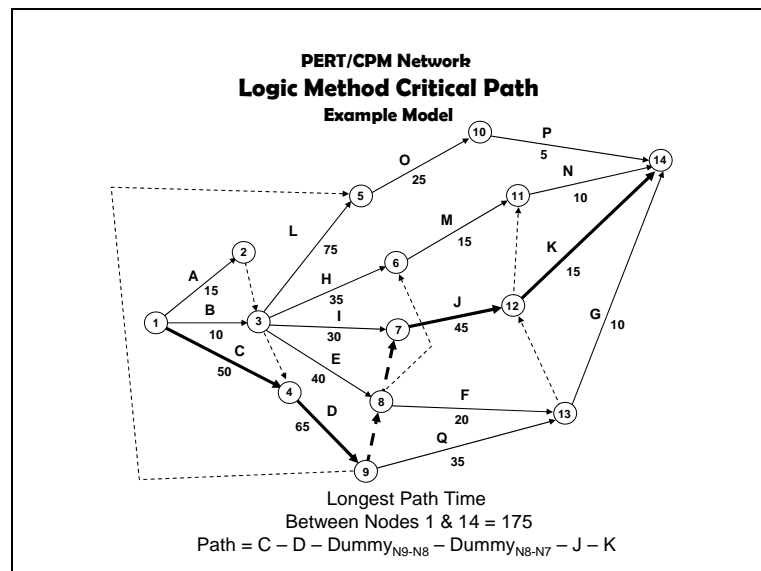 PERT/CPM Network
Logic Method Critical Path
Example Model
10
P
5
14
O
25
5
N
10
11
L
75
M
15
K
15
2
A
15
H
35
6
J
45
12
G
10
1
B
10
3
I
30
7
C
50
E
40
4
D
65
8
F
20
13
Q
35
9
Longest Path Time
Between Nodes 1 & 14 = 175
Path = C – D – DummyN9-N8 – DummyN8-N7 – J – K